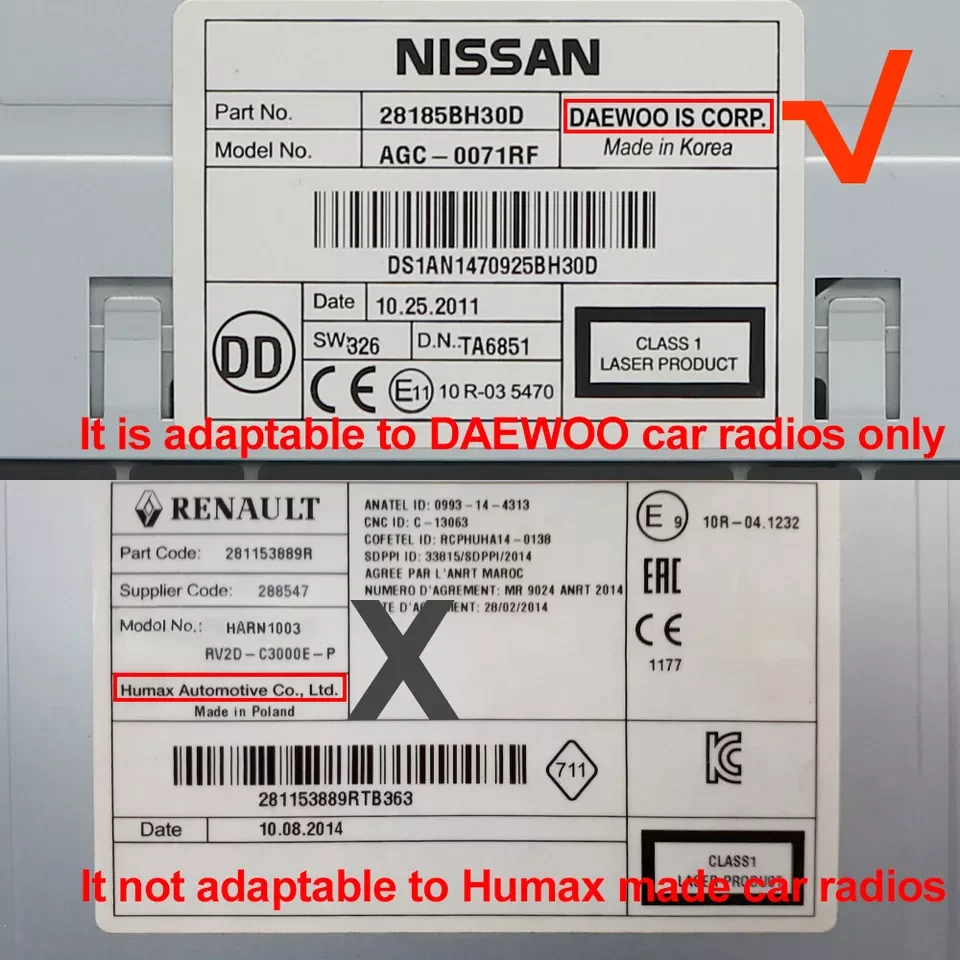 NISSAN
Part No. 28185BH30D DAEWOO IS CORP.
Model No. AGC-0071RF Made in Korea
DS1AN1470925BH30D
Date 10.25.2011
SW: 326 D.N.: TA6851
DD
CE E11 10 R-03 5470
CLASS 1
LASER PRODUCT
It is adaptable to DAEWOO car radios only
RENAULT
Part Code: 281153889R
Supplier Code: 288547
Modol No.: HARN1003
RV2D-C3000E-P
Humax Automotive Co., Ltd.
Made in Poland
ANATEL ID: 0993-14-4313
CNC ID: C-13063
COFETEL ID: RCPHUHA14-0138
SDPPI ID: 33815/SDPPI/2014
AGREE PAR L'ANRT MAROC
NUMERO D'AGREMENT: MR 9024 ANRT 2014
28/02/2014
X
E 9 10R-04.1232
EAC
CE
1177
281153889RTB363
711
KC
Date 10.08.2014
CLASS1
LASER PRODUCT
It not adaptable to Humax made car radios